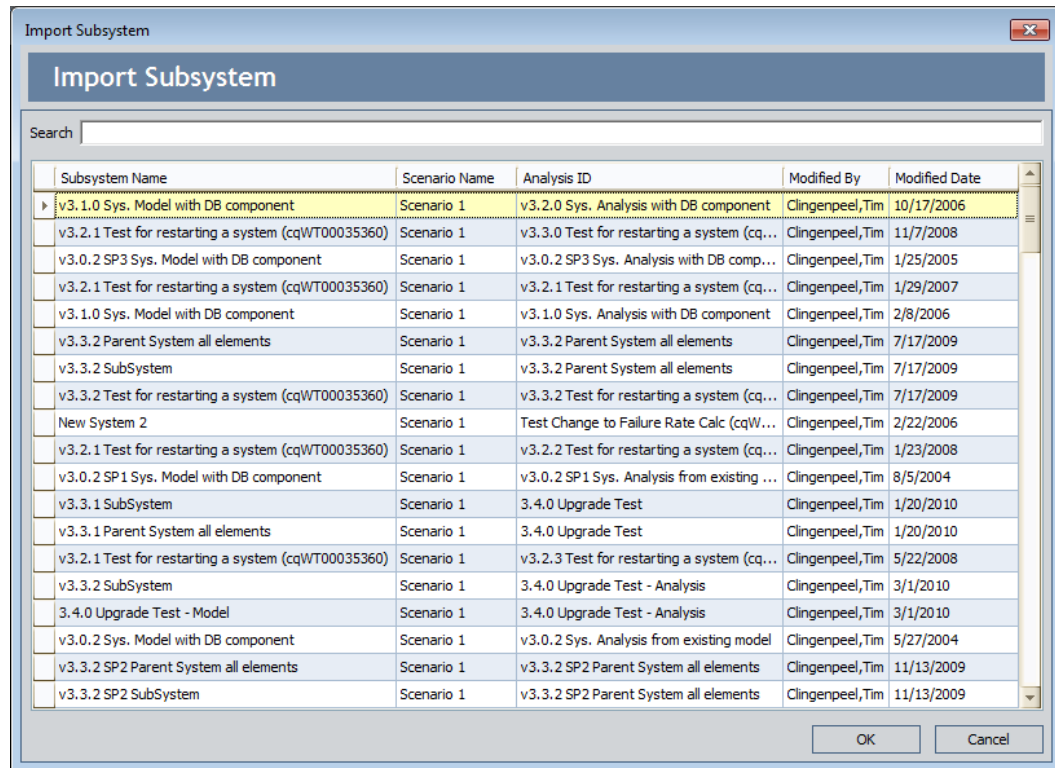 Import Subsystem
Import Subsystem
Search
Subsystem Name Scenario Name Analysis ID Modified By Modified Date
v3.1.0 Sys. Model with DB component Scenario 1 v3.2.0 Sys. Analysis with DB component Clingenpeel,Tim 10/17/2006
v3.2.1 Test for restarting a system (cqWT00035360) Scenario 1 v3.3.0 Test for restarting a system (cq... Clingenpeel,Tim 11/7/2008
v3.0.2 SP3 Sys. Model with DB component Scenario 1 v3.0.2 SP3 Sys. Analysis with DB comp... Clingenpeel,Tim 1/25/2005
v3.2.1 Test for restarting a system (cqWT00035360) Scenario 1 v3.2.1 Test for restarting a system (cq... Clingenpeel,Tim 1/29/2007
v3.1.0 Sys. Model with DB component Scenario 1 v3.1.0 Sys. Analysis with DB component Clingenpeel,Tim 2/8/2006
v3.3.2 Parent System all elements Scenario 1 v3.3.2 Parent System all elements Clingenpeel,Tim 7/17/2009
v3.3.2 SubSystem Scenario 1 v3.3.2 Parent System all elements Clingenpeel,Tim 7/17/2009
v3.3.2 Test for restarting a system (cqWT00035360) Scenario 1 v3.3.2 Test for restarting a system (cq... Clingenpeel,Tim 7/17/2009
New System 2 Scenario 1 Test Change to Failure Rate Calc (cqW... Clingenpeel,Tim 2/22/2006
v3.2.1 Test for restarting a system (cqWT00035360) Scenario 1 v3.2.2 Test for restarting a system (cq... Clingenpeel,Tim 1/23/2008
v3.0.2 SP1 Sys. Model with DB component Scenario 1 v3.0.2 SP1 Sys. Analysis from existing ... Clingenpeel,Tim 8/5/2004
v3.3.1 SubSystem Scenario 1 3.4.0 Upgrade Test Clingenpeel,Tim 1/20/2010
v3.3.1 Parent System all elements Scenario 1 3.4.0 Upgrade Test Clingenpeel,Tim 1/20/2010
v3.2.1 Test for restarting a system (cqWT00035360) Scenario 1 v3.2.3 Test for restarting a system (cq... Clingenpeel,Tim 5/22/2008
v3.3.2 SubSystem Scenario 1 3.4.0 Upgrade Test - Analysis Clingenpeel,Tim 3/1/2010
3.4.0 Upgrade Test - Model Scenario 1 3.4.0 Upgrade Test - Analysis Clingenpeel,Tim 3/1/2010
v3.0.2 Sys. Model with DB component Scenario 1 v3.0.2 Sys. Analysis from existing model Clingenpeel,Tim 5/27/2004
v3.3.2 SP2 Parent System all elements Scenario 1 v3.3.2 SP2 Parent System all elements Clingenpeel,Tim 11/13/2009
v3.3.2 SP2 SubSystem Scenario 1 v3.3.2 SP2 Parent System all elements Clingenpeel,Tim 11/13/2009
OK Cancel